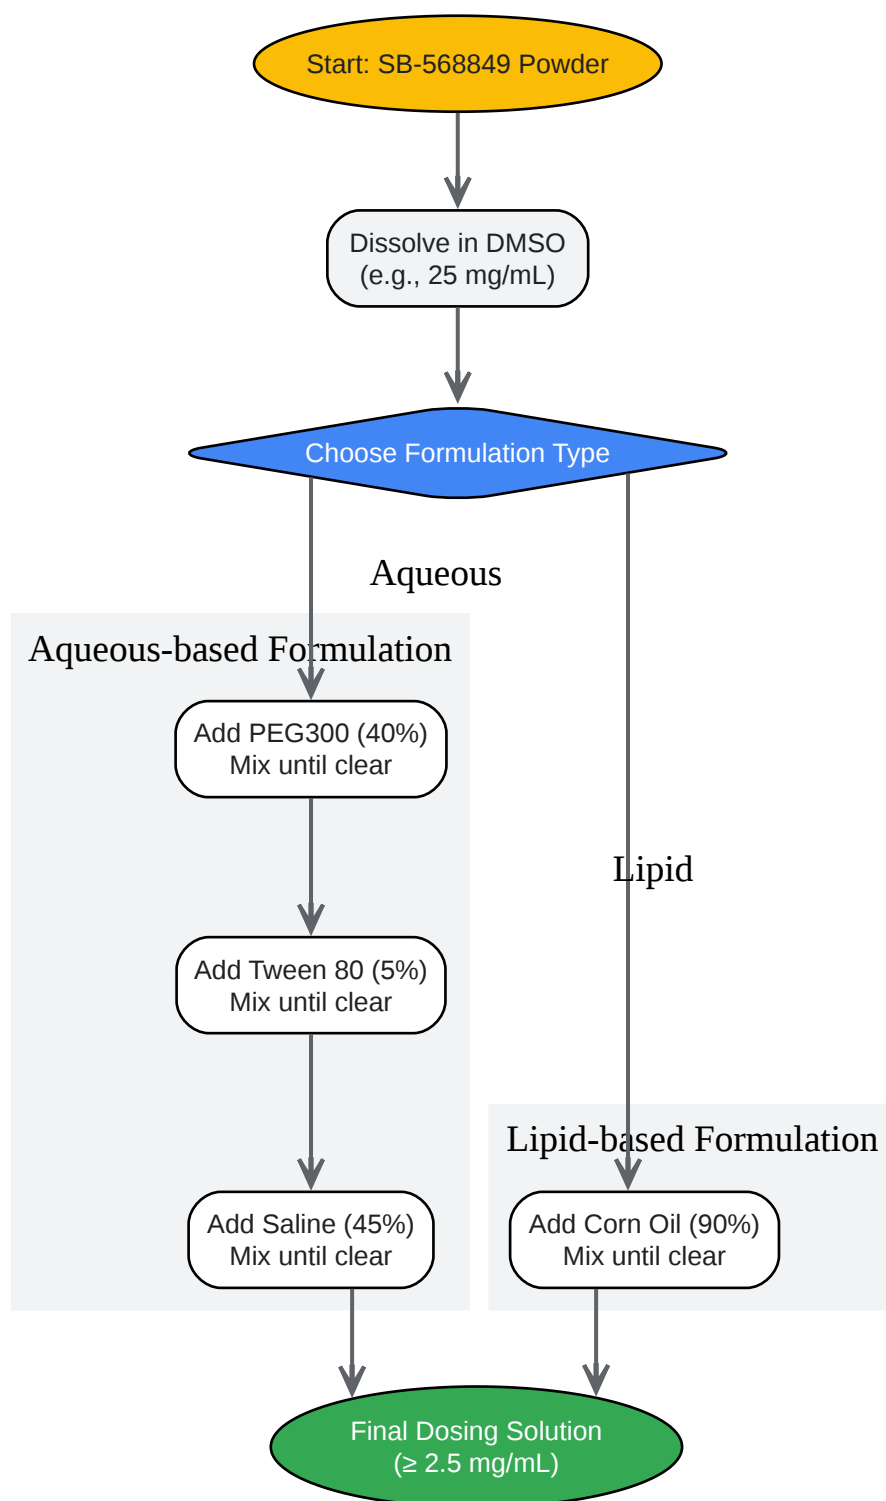 Start: SB-568849 Powder
Dissolve in DMSO
(e.g., 25 mg/mL)
Choose Formulation Type
Aqueous
Aqueous-based Formulation
Add PEG300 (40%)
Mix until clear
Lipid
Add Tween 80 (5%)
Mix until clear
Lipid-based Formulation
Add Saline (45%)
Mix until clear
Add Corn Oil (90%)
Mix until clear
Final Dosing Solution
(≥ 2.5 mg/mL)